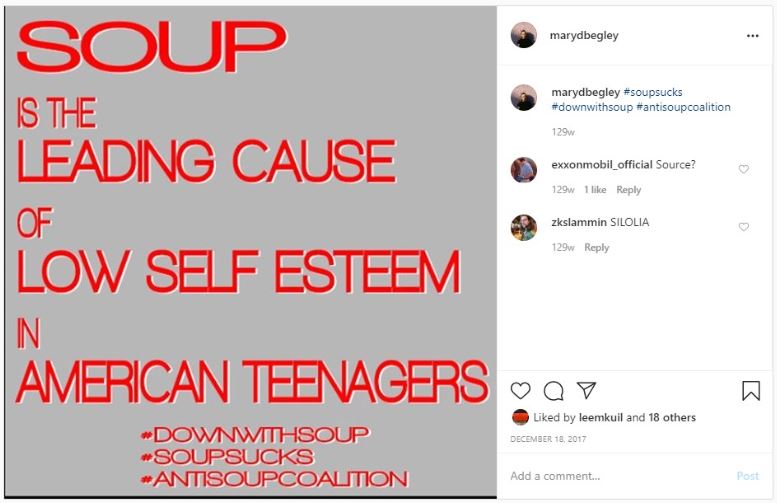 SOUP
IS THE
LEADING CAUSE
OF
LOW SELF ESTEEM
IN
AMERICAN TEENAGERS
#DOWNWITHSOUP
#SOUPSUCKS
#ANTISOUPCOALITION
marydbegley
marydbegley #soupsucks
#downwithsoup #antisoupcoalition
129w
exxonmobil_official Source?
129w 1 like Reply
zkslammin SILOLIA
129w Reply
Liked by leemkuil and 18 others
DECEMBER 18, 2017
Add a comment... Post